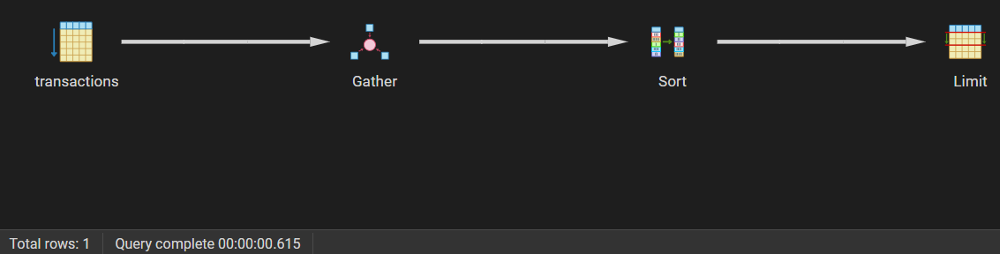 transactions
Gather
Sort
Limit
Total rows: 1
Query complete 00:00:00.615